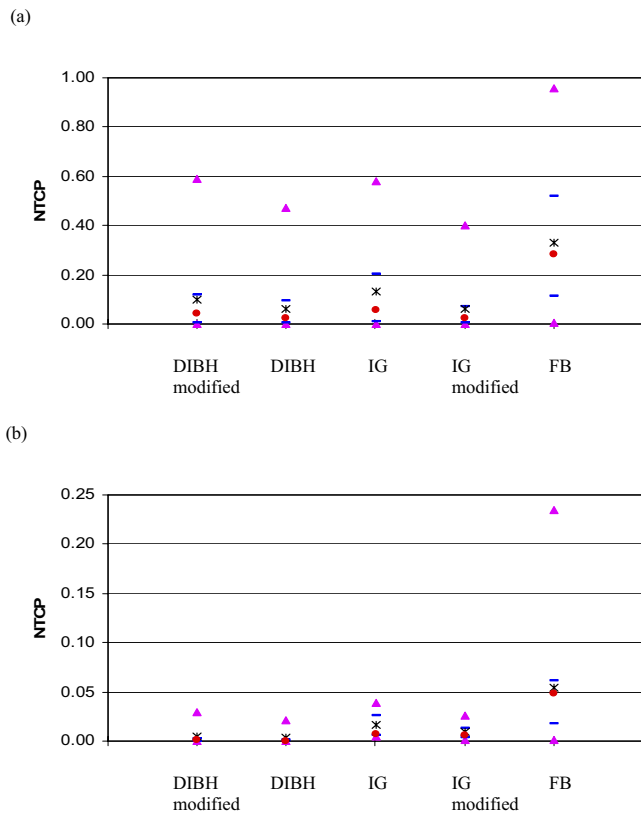 (a)
1.00
0.80
0.60
0.40
0.20
0.00
NTCP
DIBH modified
DIBH
IG
IG modified
FB
(b)
0.25
0.20
0.15
0.10
0.05
0.00
NTCP
DIBH modified
DIBH
IG
IG modified
FB